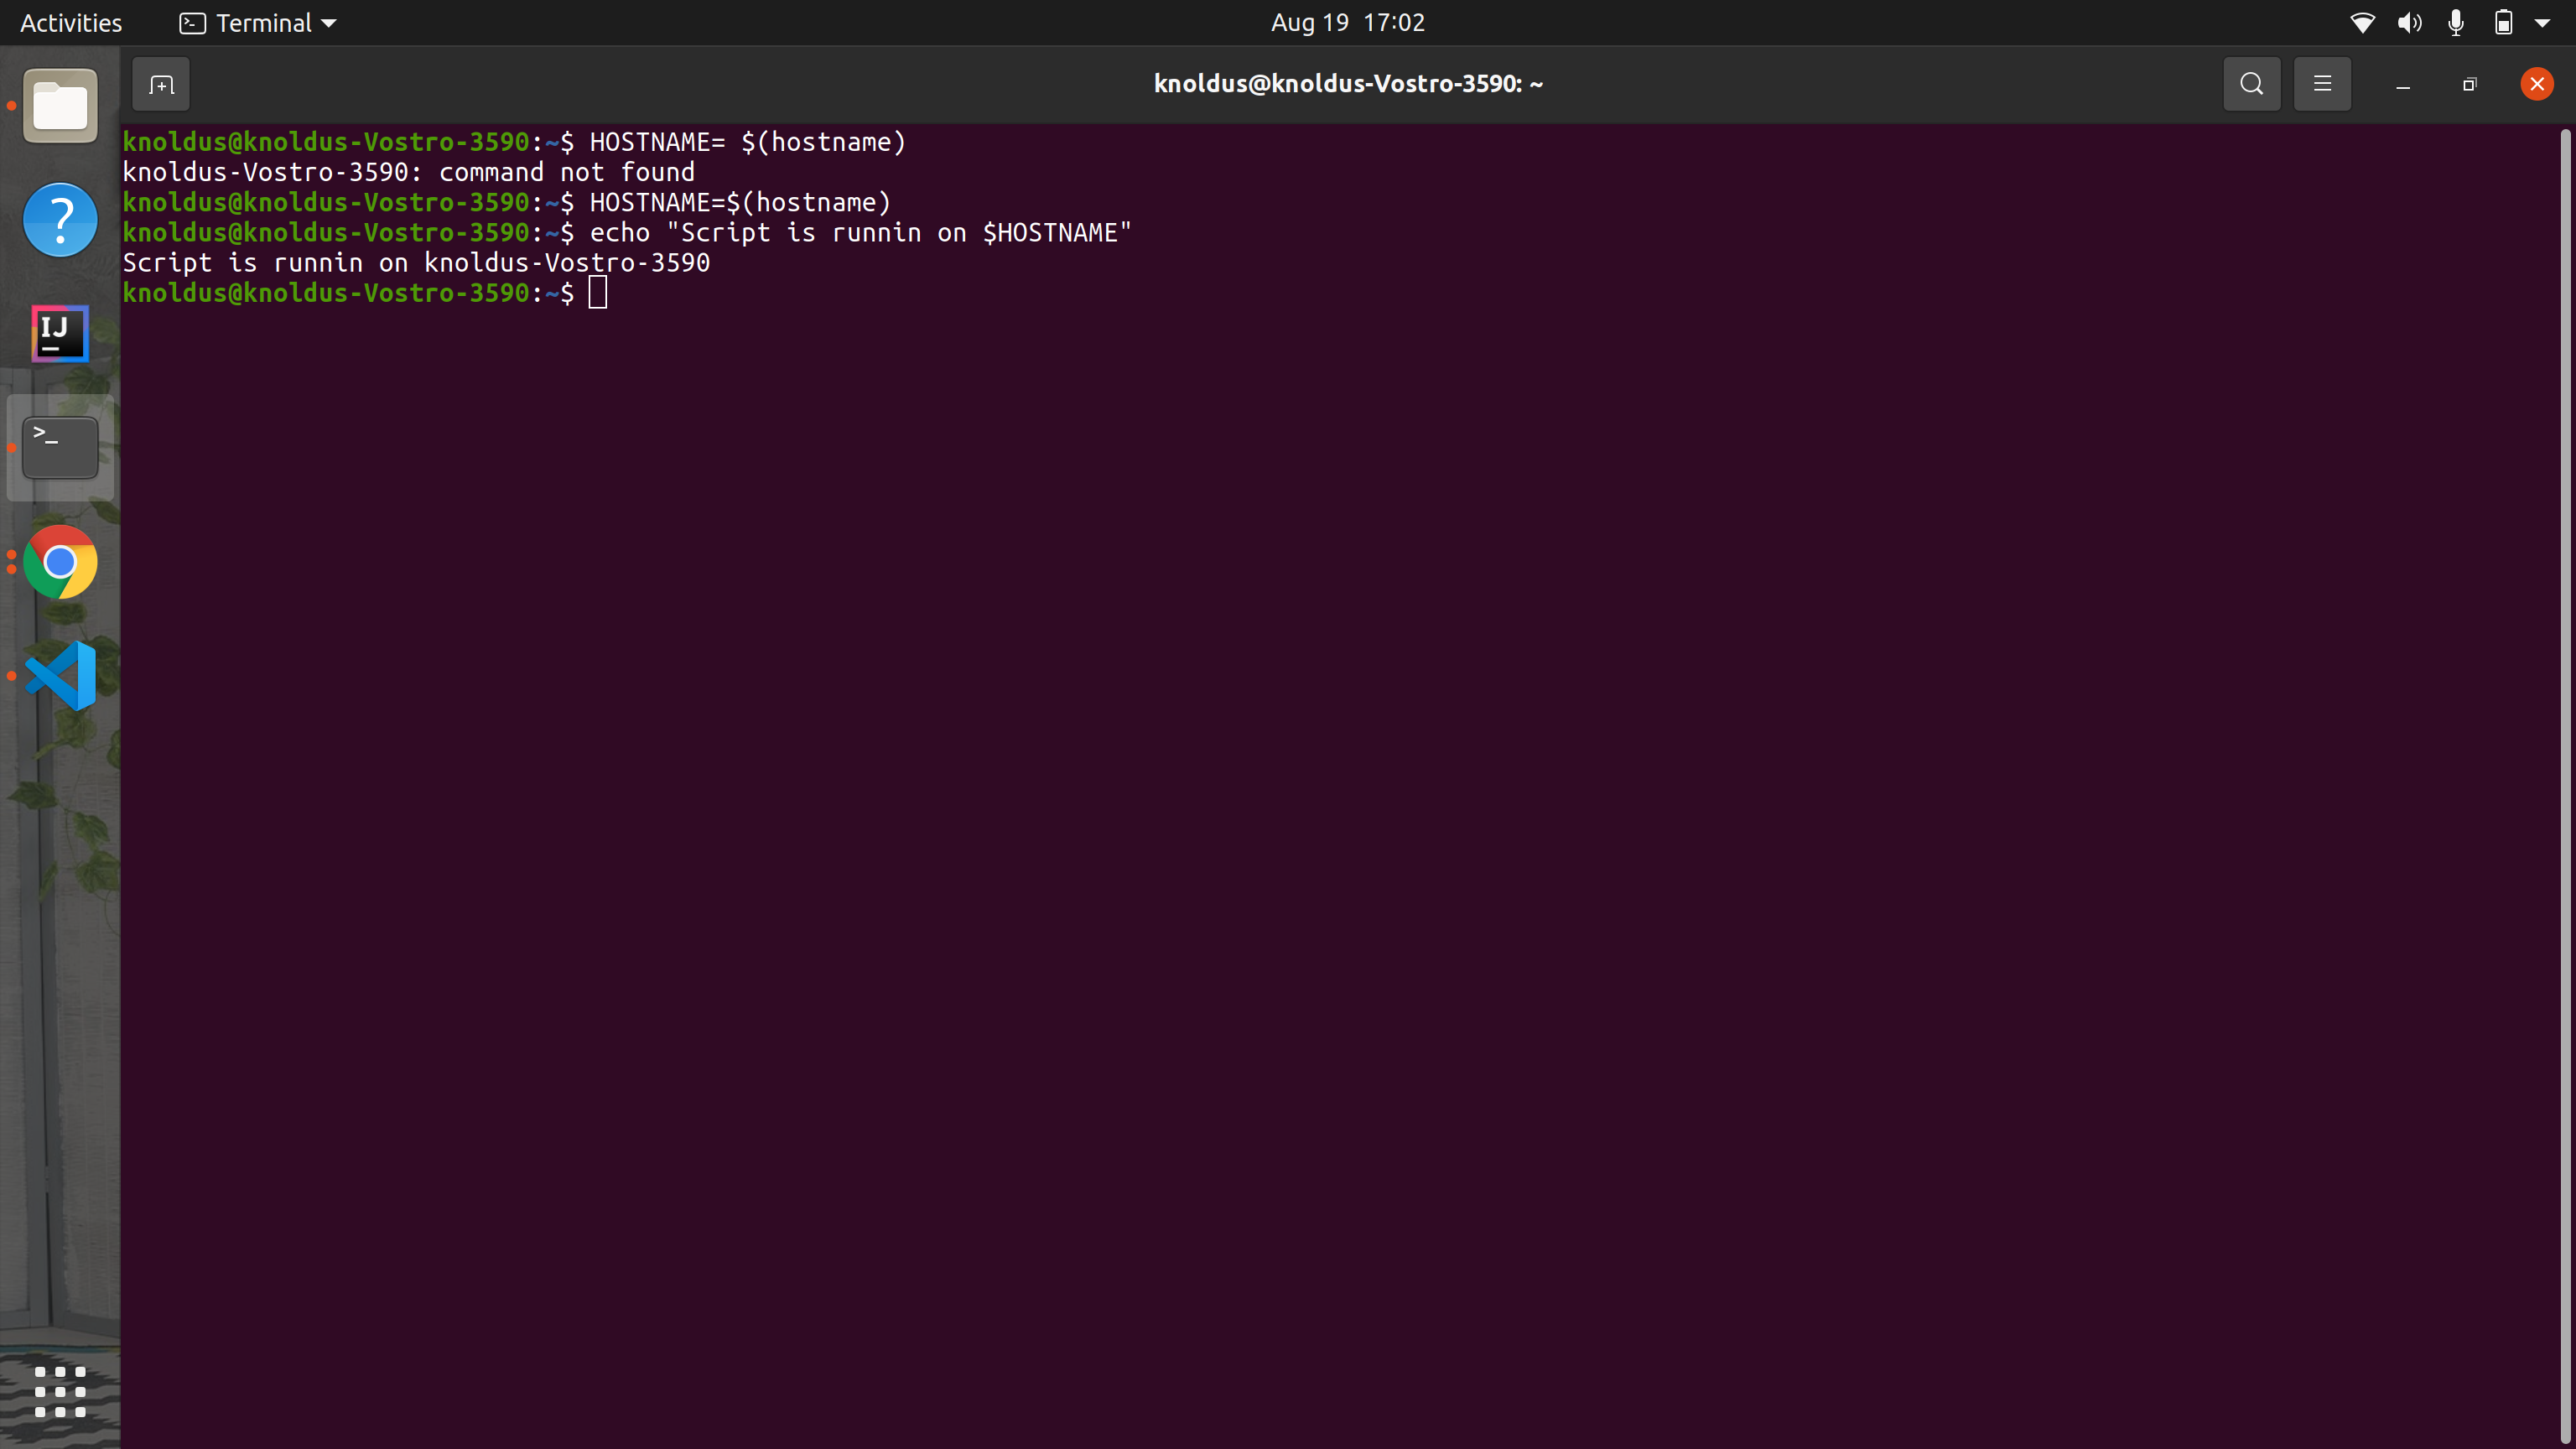 Activities Terminal Aug 19 17:02
knoldus@knoldus-Vostro-3590: ~
knoldus@knoldus-Vostro-3590:~$ HOSTNAME= $(hostname)
knoldus-Vostro-3590: command not found
knoldus@knoldus-Vostro-3590:~$ HOSTNAME=$(hostname)
knoldus@knoldus-Vostro-3590:~$ echo "Script is runnin on $HOSTNAME"
Script is runnin on knoldus-Vostro-3590
knoldus@knoldus-Vostro-3590:~$
?
IJ
>_